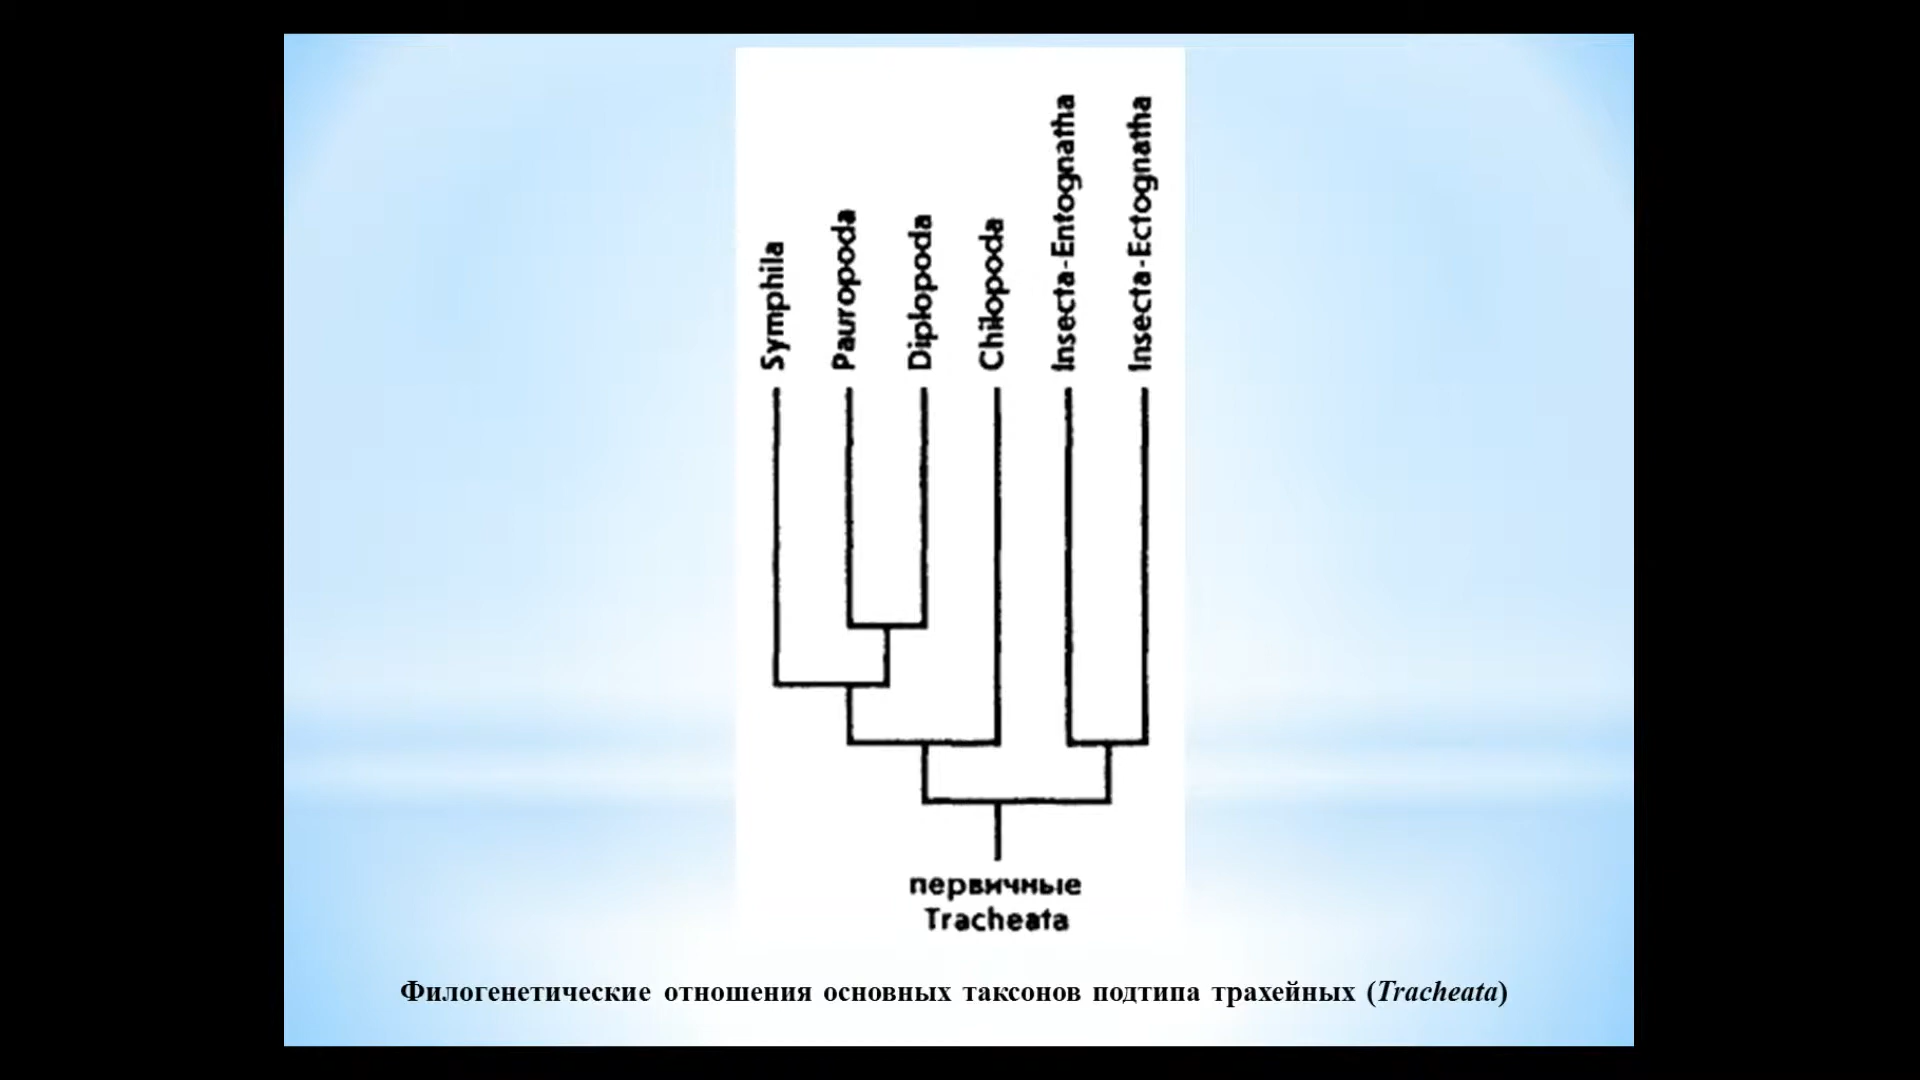 Symphila
Pauropoda
Diplopoda
Chilopoda
Insecta-Entognatha
Insecta-Ectognatha
первичные
Tracheata
Филогенетические отношения основных таксонов подтипа трахейных (Tracheata)